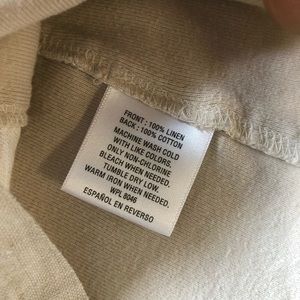 FRONT : 100% LINEN
BACK : 100% COTTON
MACHINE WASH COLD
WITH LIKE COLORS.
ONLY NON-CHLORINE
BLEACH WHEN NEEDED.
TUMBLE DRY LOW.
WARM IRON WHEN NEEDED.
WPL 8046
ESPAÑOL EN REVERSO